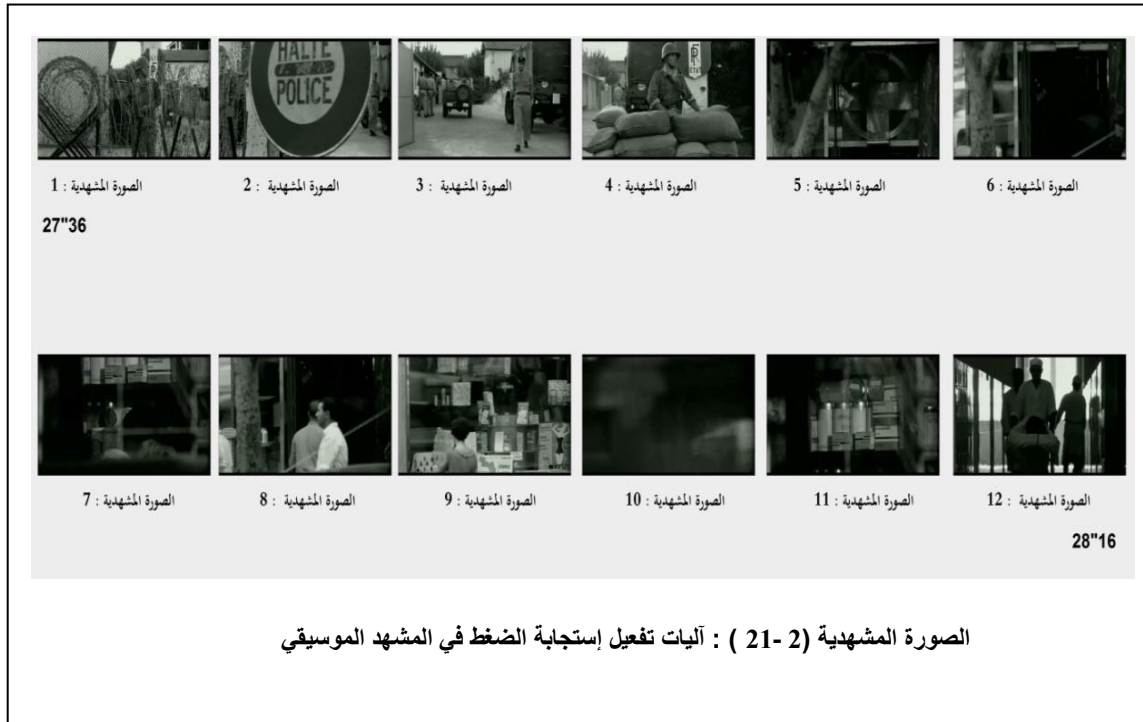 HALTE
POLICE
RF
ETAT
الصورة المشهدية : 1
الصورة المشهدية : 2
الصورة المشهدية : 3
الصورة المشهدية : 4
الصورة المشهدية : 5
الصورة المشهدية : 6
27"36
الصورة المشهدية : 7
الصورة المشهدية : 8
الصورة المشهدية : 9
الصورة المشهدية : 10
الصورة المشهدية : 11
الصورة المشهدية : 12
28"16
الصورة المشهدية (2 -21 ) : آليات تفعيل إستجابة الضغط في المشهد الموسيقي